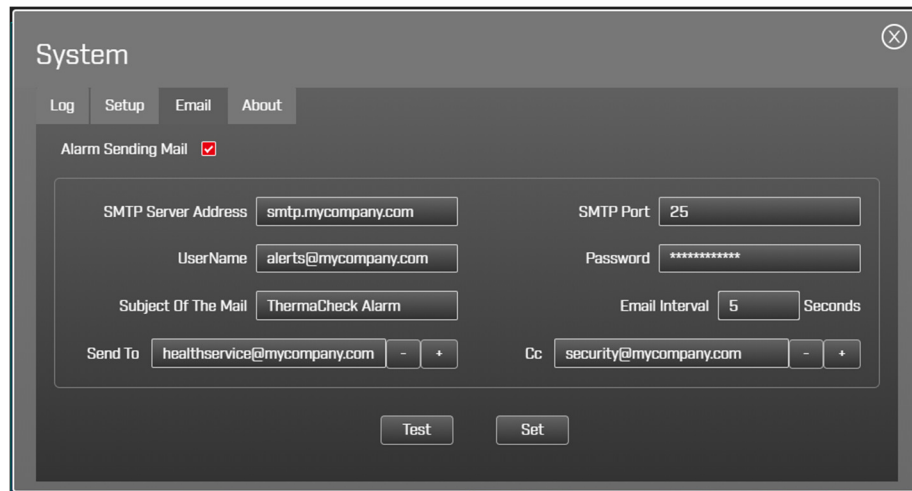 System
Log Setup Email About
Alarm Sending Mail
SMTP Server Address smtp.mycompany.com SMTP Port 25
UserName alerts@mycompany.com Password ************
Subject Of The Mail ThermaCheck Alarm Email Interval 5 Seconds
Send To healthservice@mycompany.com - + Cc security@mycompany.com - +
Test Set